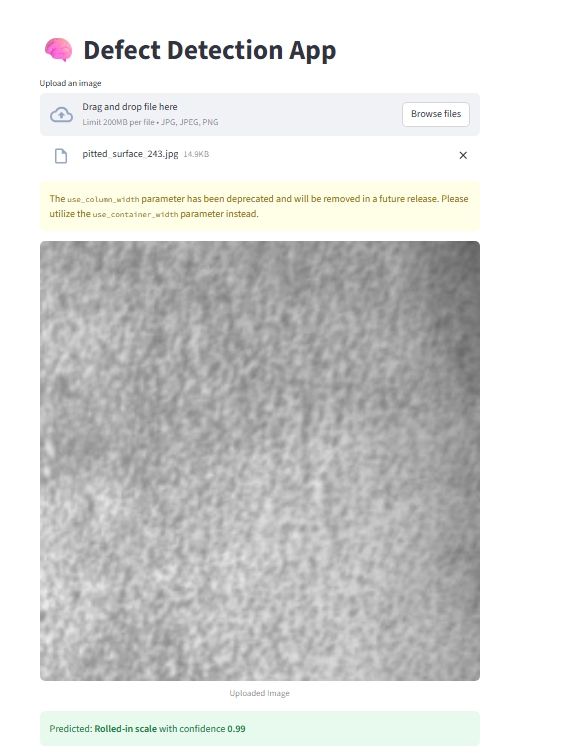 Defect Detection App
Upload an image
Drag and drop file here
Limit 200MB per file • JPG, JPEG, PNG
Browse files
pitted_surface_243.jpg 14.9KB
The use_column_width parameter has been deprecated and will be removed in a future release. Please
utilize the use_container_width parameter instead.
Uploaded Image
Predicted: Rolled-in scale with confidence 0.99